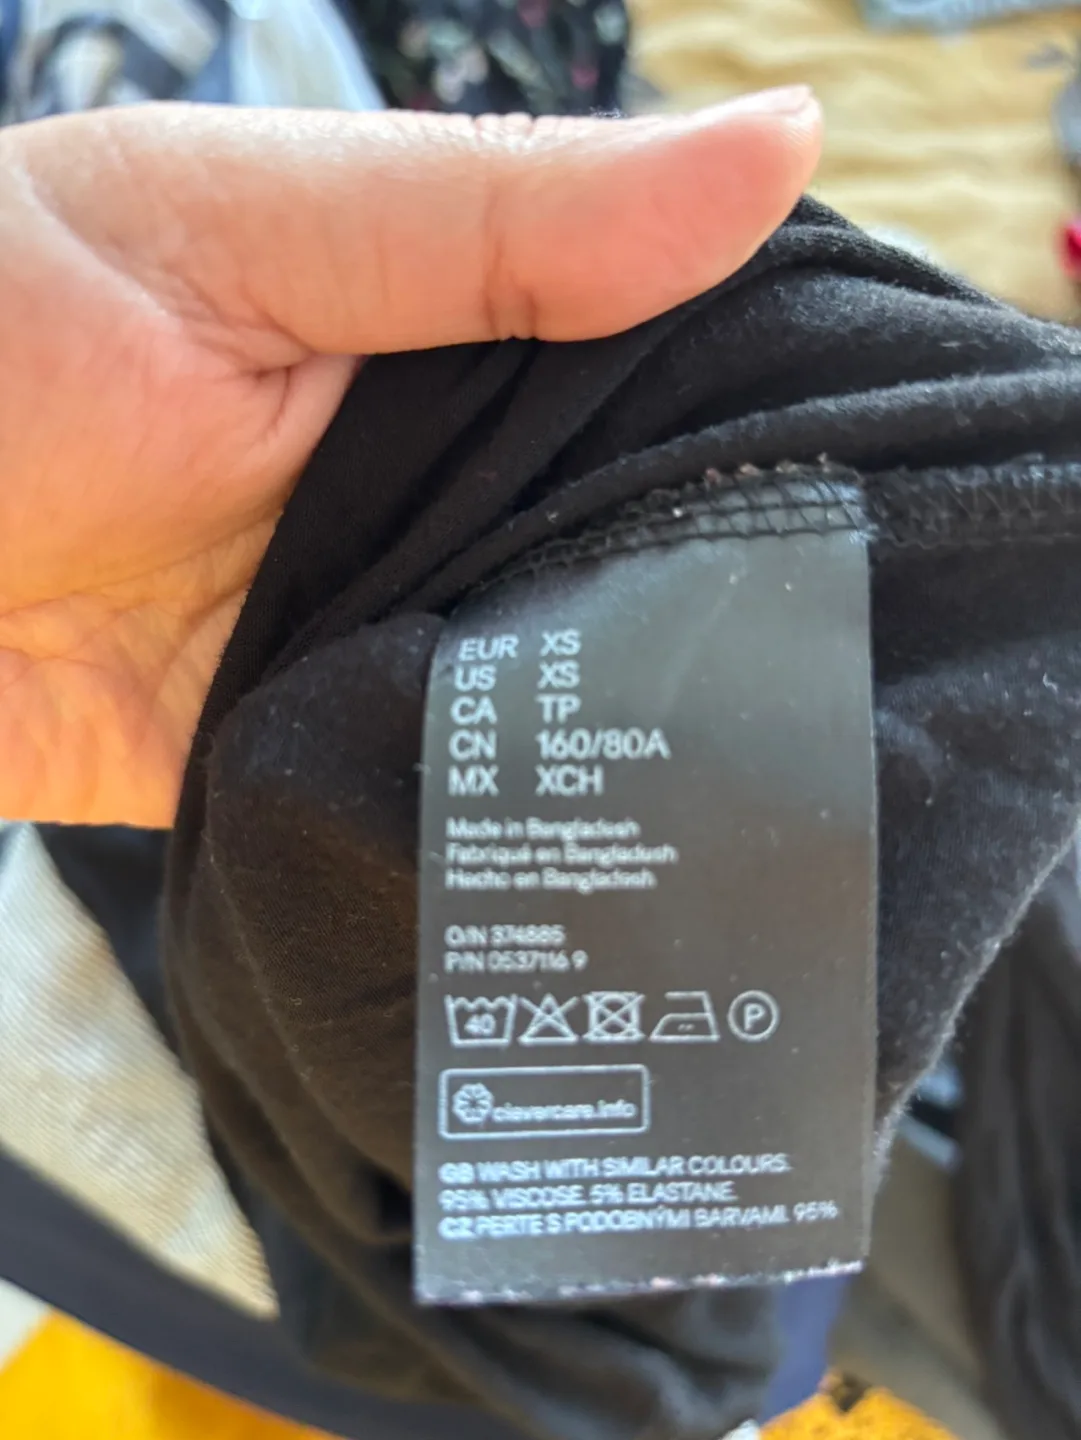 EUR XS
US XS
CA TP
CN 160/80A
MX XCH
Made in Bangladesh
Fabriqué en Bangladesh
Hecho en Bangladesh
O/N 374885
P/N 0537116 9
40
P
clevercare.info
GB WASH WITH SIMILAR COLOURS.
95% VISCOSE. 5% ELASTANE.
CZ PERTE S PODOBNÝMI BARVAMI. 95%